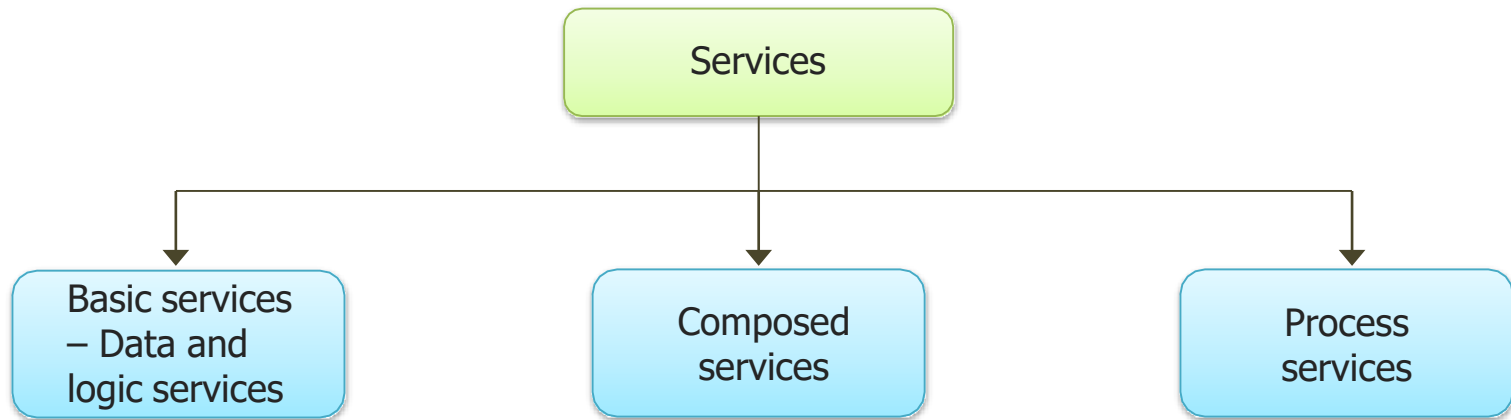 Services
Basic services
– Data and
logic services
Composed
services
Process
services